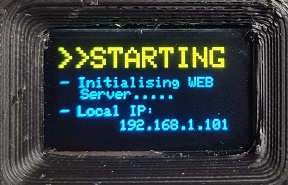 >>STARTING
- Initialising WEB
Server.....
- Local IP:
192.168.1.101